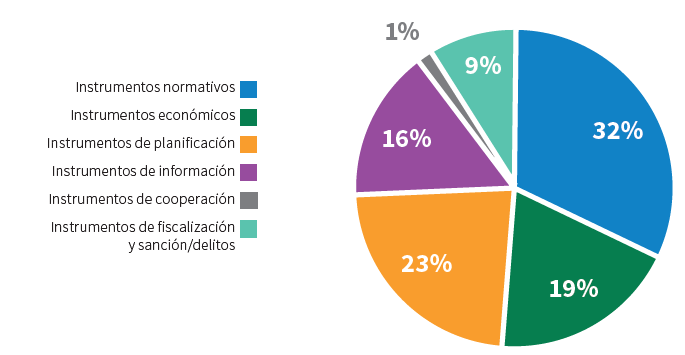 1%
9%
Instrumentos normativos
Instrumentos económicos
32%
Instrumentos de planificación
16%
Instrumentos de información
Instrumentos de cooperación
Instrumentos de fiscalización
y sanción/delitos
23%
19%